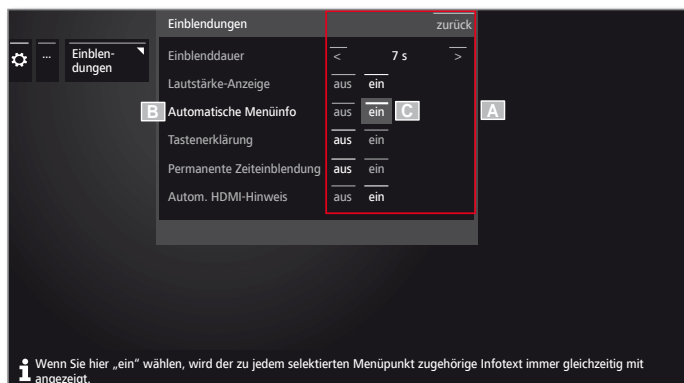 Einblendungen zurück
... Einblen-
dungen
Einblenddauer < 7 s >
Lautstärke-Anzeige aus ein
B Automatische Menüinfo aus ein C A
Tastenerklärung aus ein
Permanente Zeiteinblendung aus ein
Autom. HDMI-Hinweis aus ein
i Wenn Sie hier „ein" wählen, wird der zu jedem selektierten Menüpunkt zugehörige Infotext immer gleichzeitig mit
angezeigt.